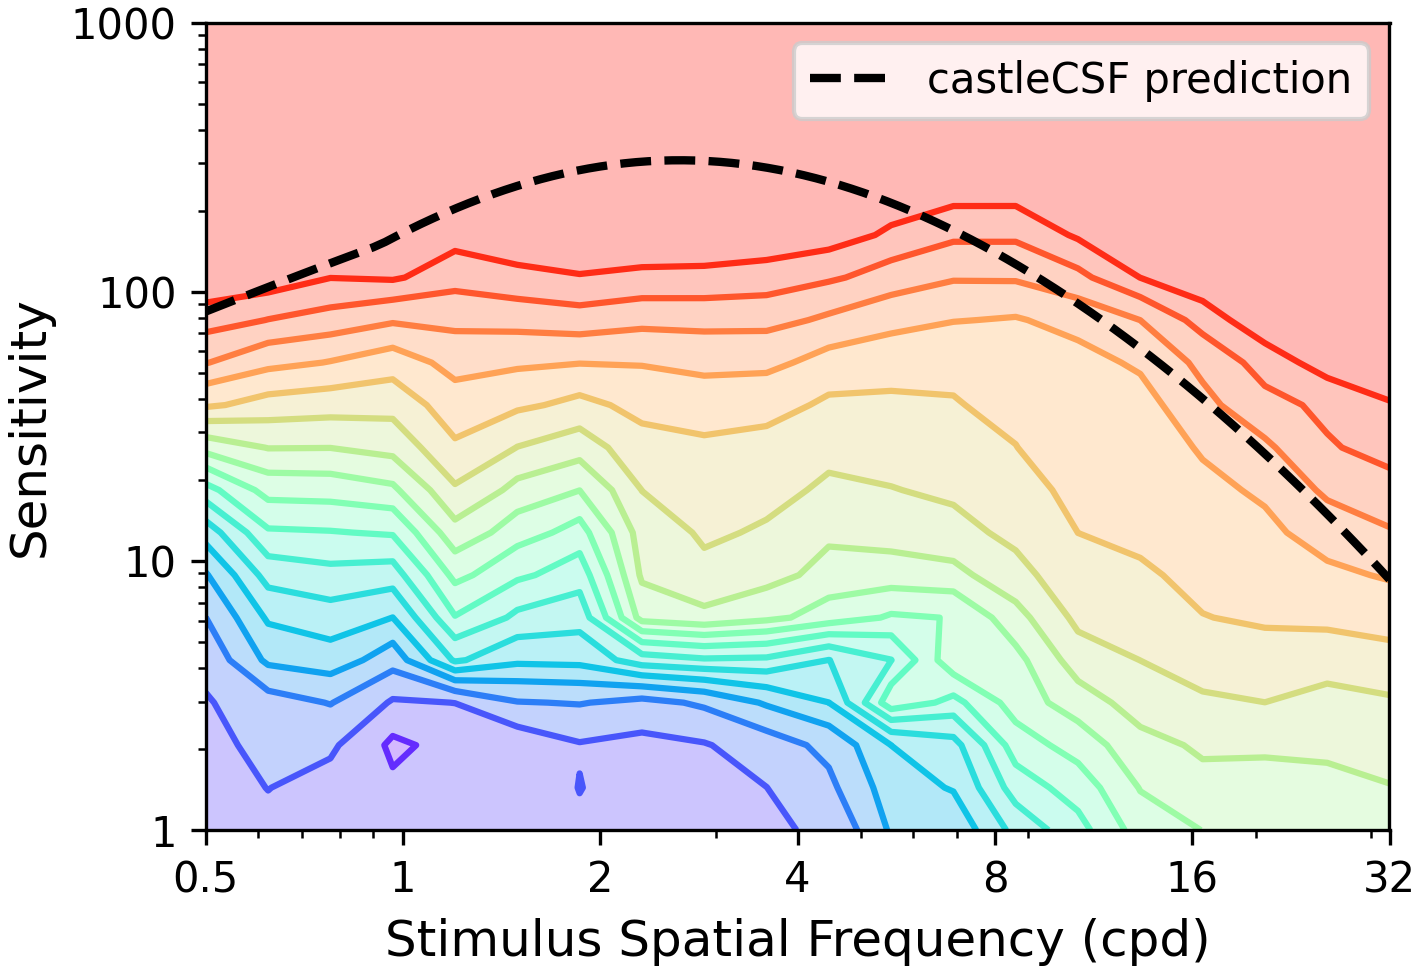 1000
castleCSF prediction
100
Sensitivity
10
1
0.5 1 2 4 8 16 32
Stimulus Spatial Frequency (cpd)